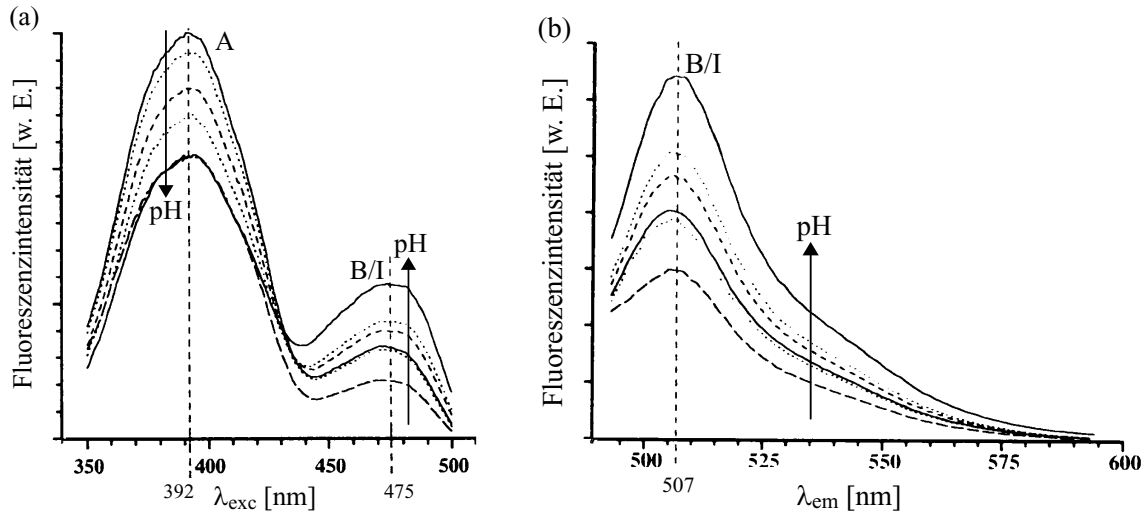 (a)
Fluoreszenzintensität [w. E.]
A
pH
B/I
pH
350 400 450 500
392 475
λexc [nm]
(b)
Fluoreszenzintensität [w. E.]
B/I
pH
500 525 550 575 600
507
λem [nm]